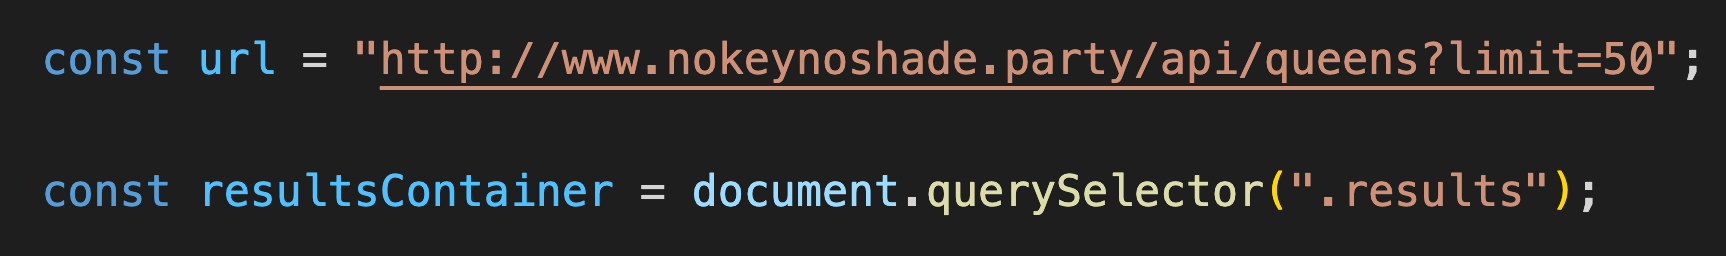 const url = "http://www.nokeynoshade.party/api/queens?limit=50";
const resultsContainer = document.querySelector(".results");